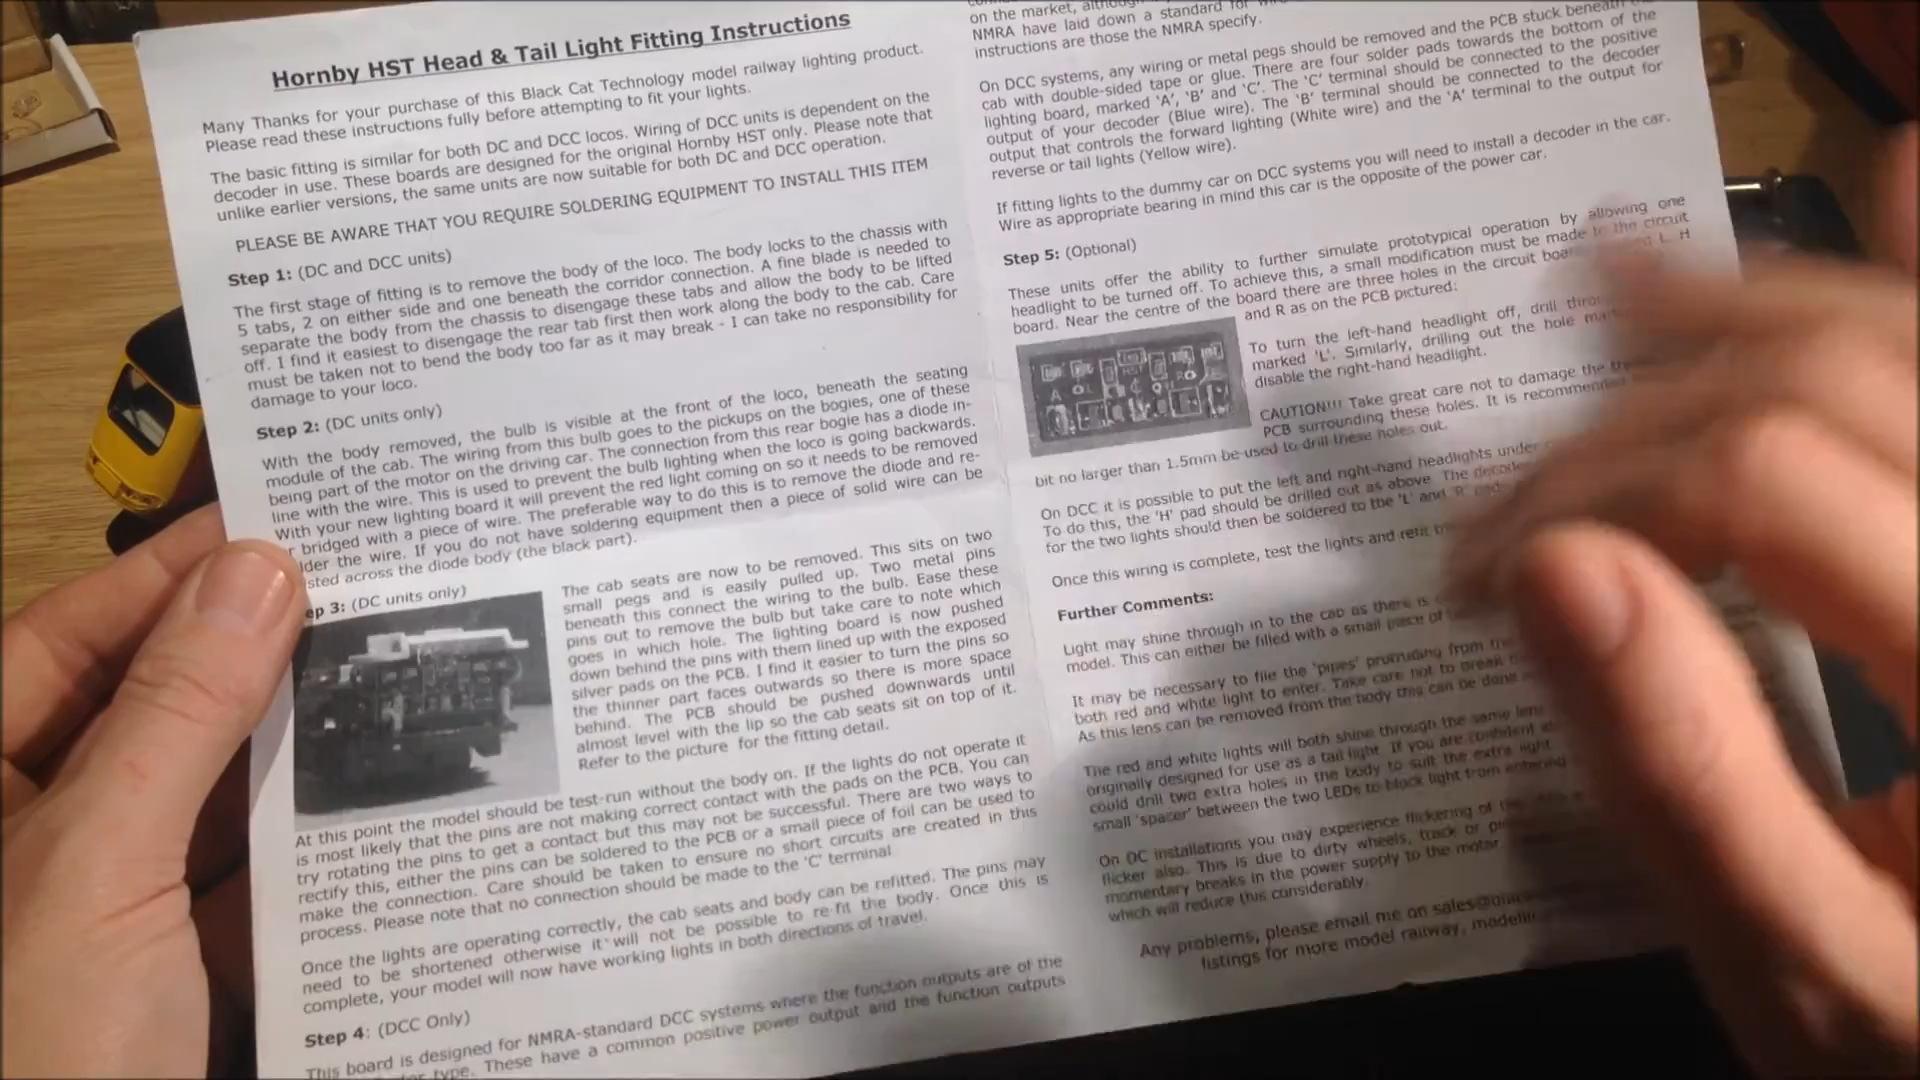 Hornby HST Head & Tail Light Fitting Instructions
Many Thanks for your purchase of this Black Cat Technology model railway lighting product.
Please read these instructions fully before attempting to fit your lights.
The basic fitting is similar for both DC and DCC locos. Wiring of DCC units is dependent on the
decoder in use. These boards are designed for the original Hornby HST only. Please note that
unlike earlier versions, the same units are now suitable for both DC and DCC operation.
PLEASE BE AWARE THAT YOU REQUIRE SOLDERING EQUIPMENT TO INSTALL THIS ITEM
Step 1: (DC and DCC units)
The first stage of fitting is to remove the body of the loco. The body locks to the chassis with
5 tabs, 2 on either side and one beneath the corridor connection. A fine blade is needed to
separate the body from the chassis to disengage these tabs and allow the body to be lifted
off. I find it easiest to disengage the rear tab first then work along the body to the cab. Care
must be taken not to bend the body too far as it may break - I can take no responsibility for
damage to your loco.
Step 2: (DC units only)
With the body removed, the bulb is visible at the front of the loco, beneath the seating
module of the cab. The wiring from this bulb goes to the pickups on the bogies, one of these
being part of the motor on the driving car. The connection from this rear bogie has a diode in-
line with the wire. This is used to prevent the bulb lighting when the loco is going backwards.
With your new lighting board it will prevent the red light coming on so it needs to be removed
r bridged with a piece of wire. The preferable way to do this is to remove the diode and re-
lder the wire. If you do not have soldering equipment then a piece of solid wire can be
isted across the diode body (the black part).
ep 3: (DC units only)
The cab seats are now to be removed. This sits on two
small pegs and is easily pulled up. Two metal pins
beneath this connect the wiring to the bulb. Ease these
pins out to remove the bulb but take care to note which
goes in which hole. The lighting board is now pushed
down behind the pins with them lined up with the exposed
silver pads on the PCB. I find it easier to turn the pins so
the thinner part faces outwards so there is more space
behind. The PCB should be pushed downwards until
almost level with the lip so the cab seats sit on top of it.
Refer to the picture for the fitting detail.
At this point the model should be test-run without the body on. If the lights do not operate it
is most likely that the pins are not making correct contact with the pads on the PCB. You can
try rotating the pins to get a contact but this may not be successful. There are two ways to
rectify this, either the pins can be soldered to the PCB or a small piece of foil can be used to
make the connection. Care should be taken to ensure no short circuits are created in this
process. Please note that no connection should be made to the 'C' terminal
Once the lights are operating correctly, the cab seats and body can be refitted. The pins may
need to be shortened otherwise it will not be possible to re-fit the body. Once this is
complete, your model will now have working lights in both directions of travel.
Step 4: (DCC Only)
This board is designed for NMRA-standard DCC systems where the function outputs are of the
type. These have a common positive power output and the function outputs
on the market,
NMRA have laid down a standard for
instructions are those the NMRA specify.
On DCC systems, any wiring or metal pegs should be removed and the PCB stuck beneath
cab with double-sided tape or glue. There are four solder pads towards the bottom of the
lighting board, marked 'A', 'B' and 'C'. The 'C' terminal should be connected to the positive
output of your decoder (Blue wire). The 'B' terminal should be connected to the decoder
output that controls the forward lighting (White wire) and the 'A' terminal to the output for
reverse or tail lights (Yellow wire).
If fitting lights to the dummy car on DCC systems you will need to install a decoder in the car.
Wire as appropriate bearing in mind this car is the opposite of the power car.
Step 5: (Optional)
These units offer the ability to further simulate prototypical operation by allowing one
headlight to be turned off. To achieve this, a small modification must be made to the circuit
board. Near the centre of the board there are three holes in the circuit L, H
and R as on the PCB pictured:
To turn the left-hand headlight off, drill
marked 'L'. Similarly, drilling out the hole
disable the right-hand headlight.
CAUTION!!! Take great care not to damage the
PCB surrounding these holes. It is recommended
bit no larger than 1.5mm be used to drill these holes out.
On DCC it is possible to put the left and right-hand headlights under
To do this, the 'H' pad should be drilled out as above. The
for the two lights should then be soldered to the 'L' and 'R'
Once this wiring is complete, test the lights and refit
Further Comments:
Light may shine through in to the cab as there is
model. This can either be filled with a small piece of
It may be necessary to file the 'pipes' protruding from
both red and white light to enter. Take care not to break
As this lens can be removed from the body this can be done
The red and white lights will both shine through the same lens
originally designed for use as a tail light. If you are confident
could drill two extra holes in the body to suit the extra light
small 'spacer' between the two LEDs to block light from entering
On DC installations you may experience flickering of
flicker also. This is due to dirty wheels, track or
momentary breaks in the power supply to the motor
which will reduce this considerably.
Any problems, please email me on
listings for more model railway,